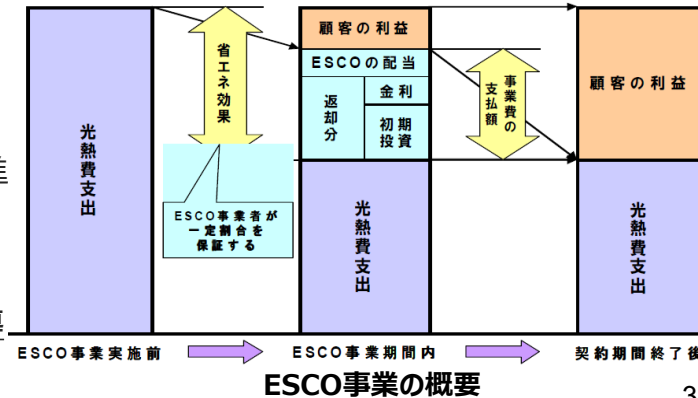 光熱費支出
省エネ効果
ESCO事業者が
一定割合を
保証する
顧客の利益
ESCOの配当
返却分
金利
初期
投資
光熱費支出
事業費の
支払額
顧客の利益
光熱費支出
ESCO事業実施前
ESCO事業期間内
契約期間終了後
ESCO事業の概要
3